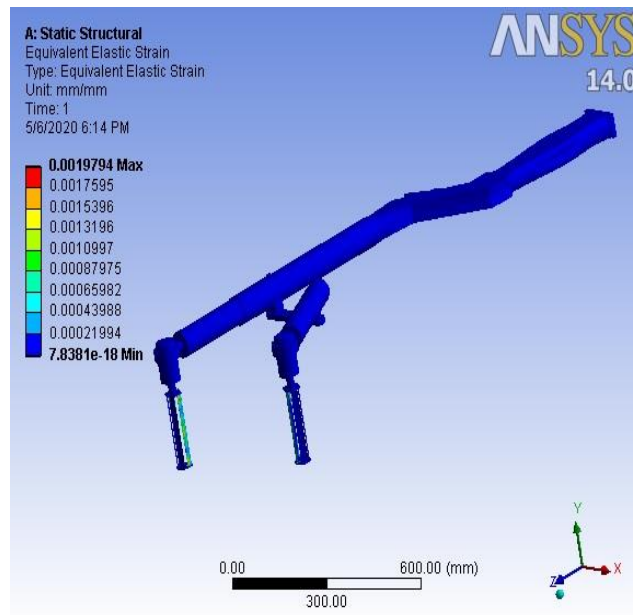 A: Static Structural
Equivalent Elastic Strain
Type: Equivalent Elastic Strain
Unit: mm/mm
Time: 1
5/6/2020 6:14 PM
ANSYS
14.0
0.0019794 Max
0.0017595
0.0015396
0.0013196
0.0010997
0.00087975
0.00065982
0.00043988
0.00021994
7.8381e-18 Min
Y
X
Z
0.00
600.00 (mm)
300.00